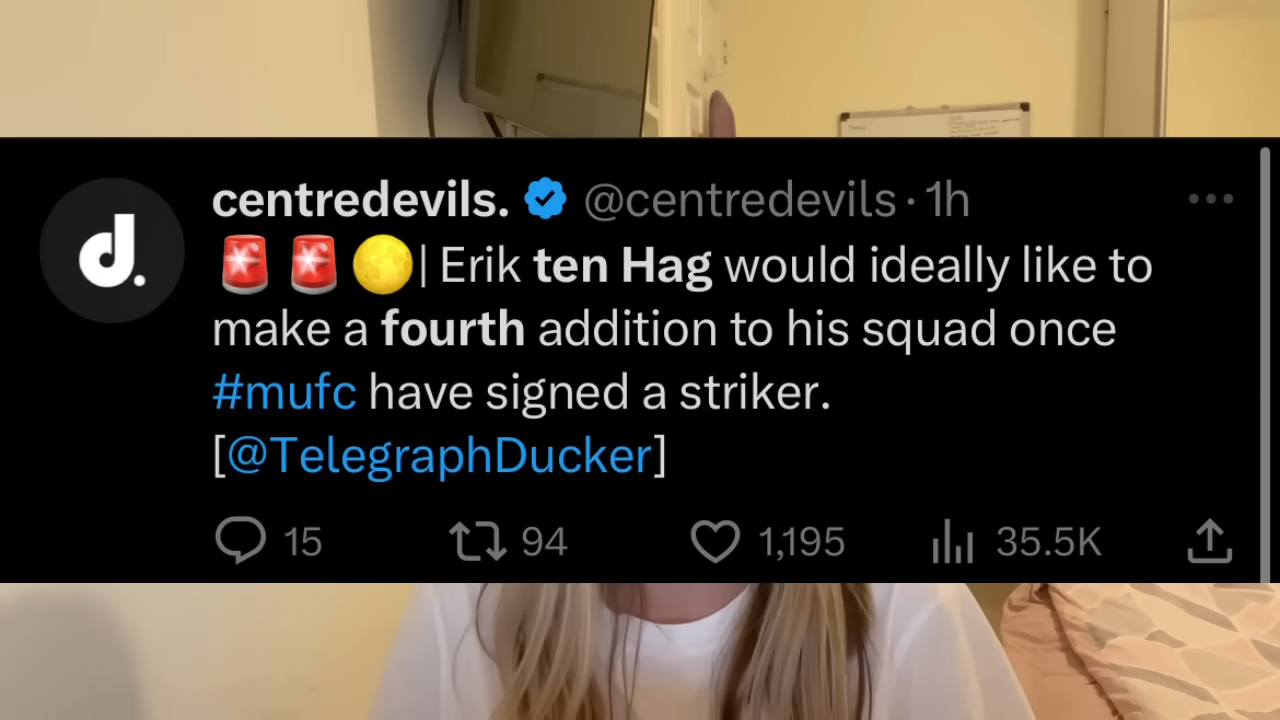 centredevils. @centredevils · 1h
🚨🚨🌕| Erik ten Hag would ideally like to
make a fourth addition to his squad once
#mufc have signed a striker.
[@TelegraphDucker]
15 94 1,195 35.5K
d.